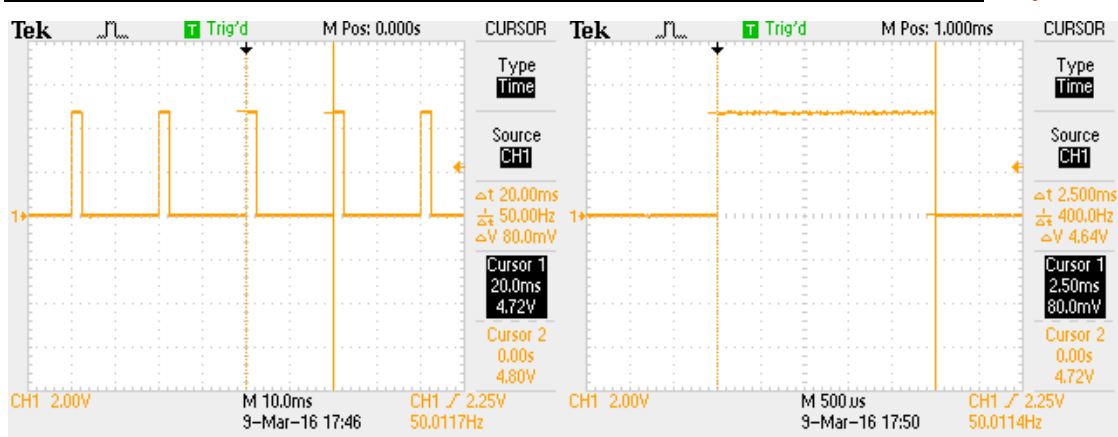 Tek T Trig'd M Pos: 0.000s CURSOR
Type
Time
Source
CH1
△t 20.00ms
1/△t 50.00Hz
△V 80.0mV
1
Cursor 1
20.0ms
4.72V
Cursor 2
0.00s
4.80V
CH1 2.00V M 10.0ms CH1 2.25V
9-Mar-16 17:46 50.0117Hz
Tek T Trig'd M Pos: 1.000ms CURSOR
Type
Time
Source
CH1
△t 2.500ms
1/△t 400.0Hz
△V 4.64V
1
Cursor 1
2.50ms
80.0mV
Cursor 2
0.00s
4.72V
CH1 2.00V M 500us CH1 2.25V
9-Mar-16 17:50 50.0114Hz